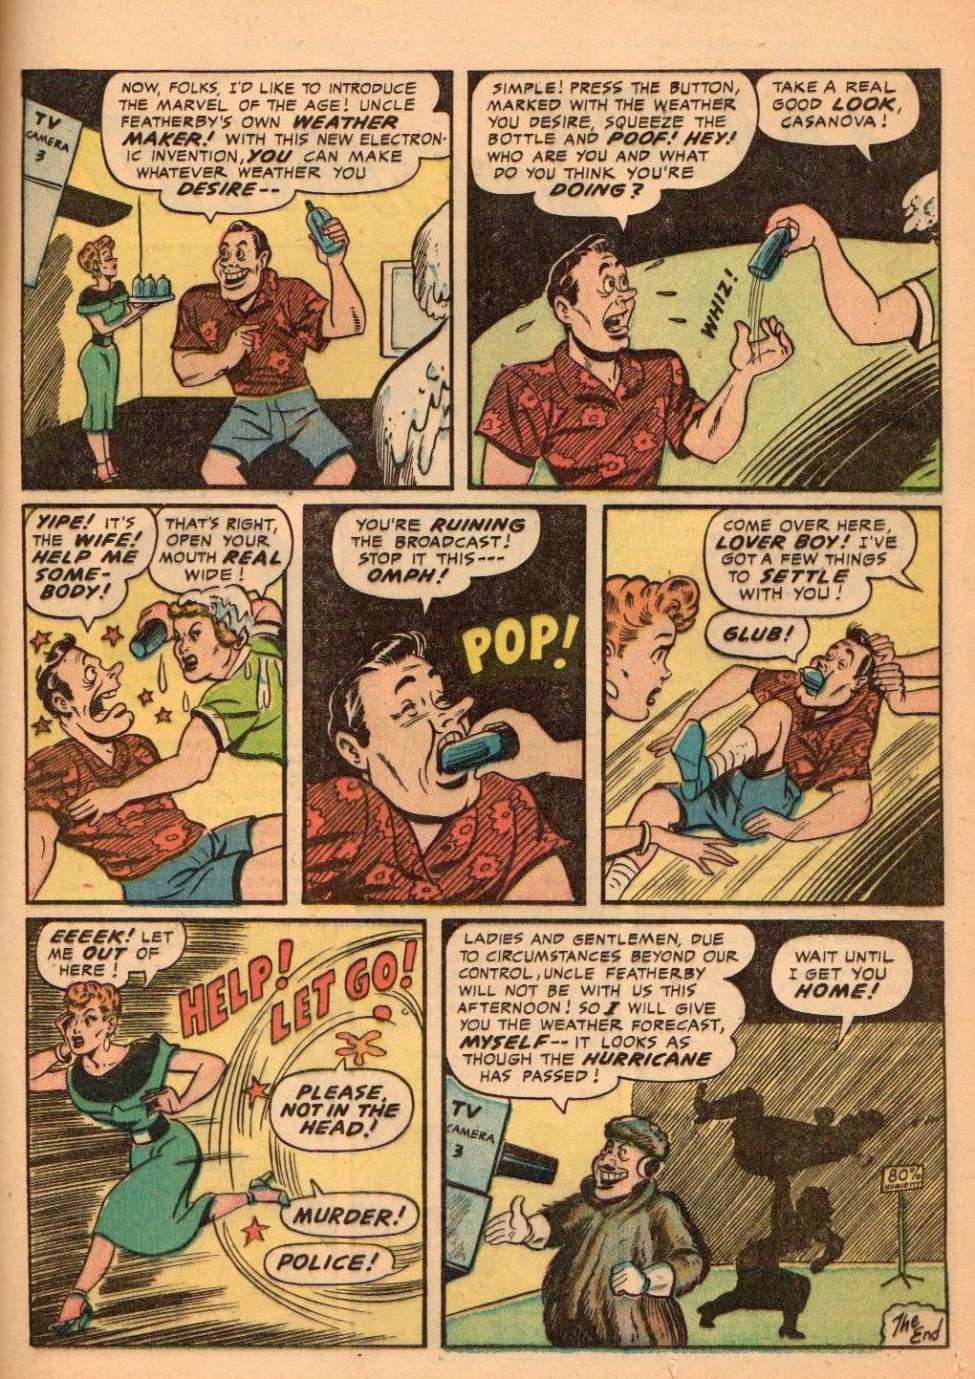 NOW, FOLKS, I'D LIKE TO INTRODUCE
THE MARVEL OF THE AGE! UNCLE
FEATHERBY'S OWN WEATHER
MAKER! WITH THIS NEW ELECTRON-
IC INVENTION, YOU CAN MAKE
WHATEVER WEATHER YOU
DESIRE--
TV
CAMERA
3
SIMPLE! PRESS THE BUTTON,
MARKED WITH THE WEATHER
YOU DESIRE, SQUEEZE THE
BOTTLE AND POOF! HEY!
WHO ARE YOU AND WHAT
DO YOU THINK YOU'RE
DOING?
TAKE A REAL
GOOD LOOK,
CASANOVA!
WHIZ!
YIPE! IT'S
THE WIFE!
HELP ME
SOME-
BODY!
THAT'S RIGHT,
OPEN YOUR
MOUTH REAL
WIDE!
YOU'RE RUINING
THE BROADCAST!
STOP IT THIS---
OMPH!
POP!
COME OVER HERE,
LOVER BOY! I'VE
GOT A FEW THINGS
TO SETTLE
WITH YOU!
GLUB!
EEEEK! LET
ME OUT OF
HERE!
HELP!
LET GO!
PLEASE,
NOT IN THE
HEAD!
MURDER!
POLICE!
LADIES AND GENTLEMEN, DUE
TO CIRCUMSTANCES BEYOND OUR
CONTROL, UNCLE FEATHERBY
WILL NOT BE WITH US THIS
AFTERNOON! SO I WILL GIVE
YOU THE WEATHER FORECAST,
MYSELF-- IT LOOKS AS
THOUGH THE HURRICANE
HAS PASSED!
WAIT UNTIL
I GET YOU
HOME!
TV
CAMERA
3
80%
HUMIDITY
The
End